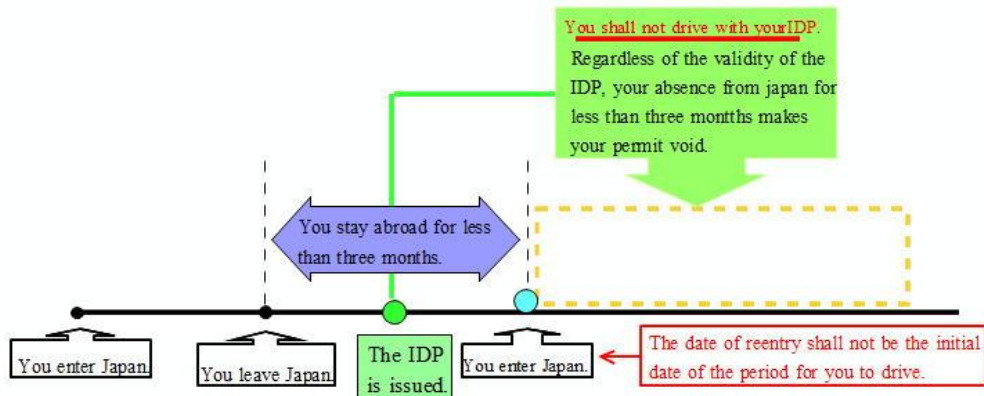 You shall not drive with yourIDP.
Regardless of the validity of the
IDP, your absence from japan for
less than three montths makes
your permit void.
You stay abroad for less
than three months.
You enter Japan.
You leave Japan.
The IDP
is issued.
You enter Japan.
The date of reentry shall not be the initial
date of the period for you to drive.